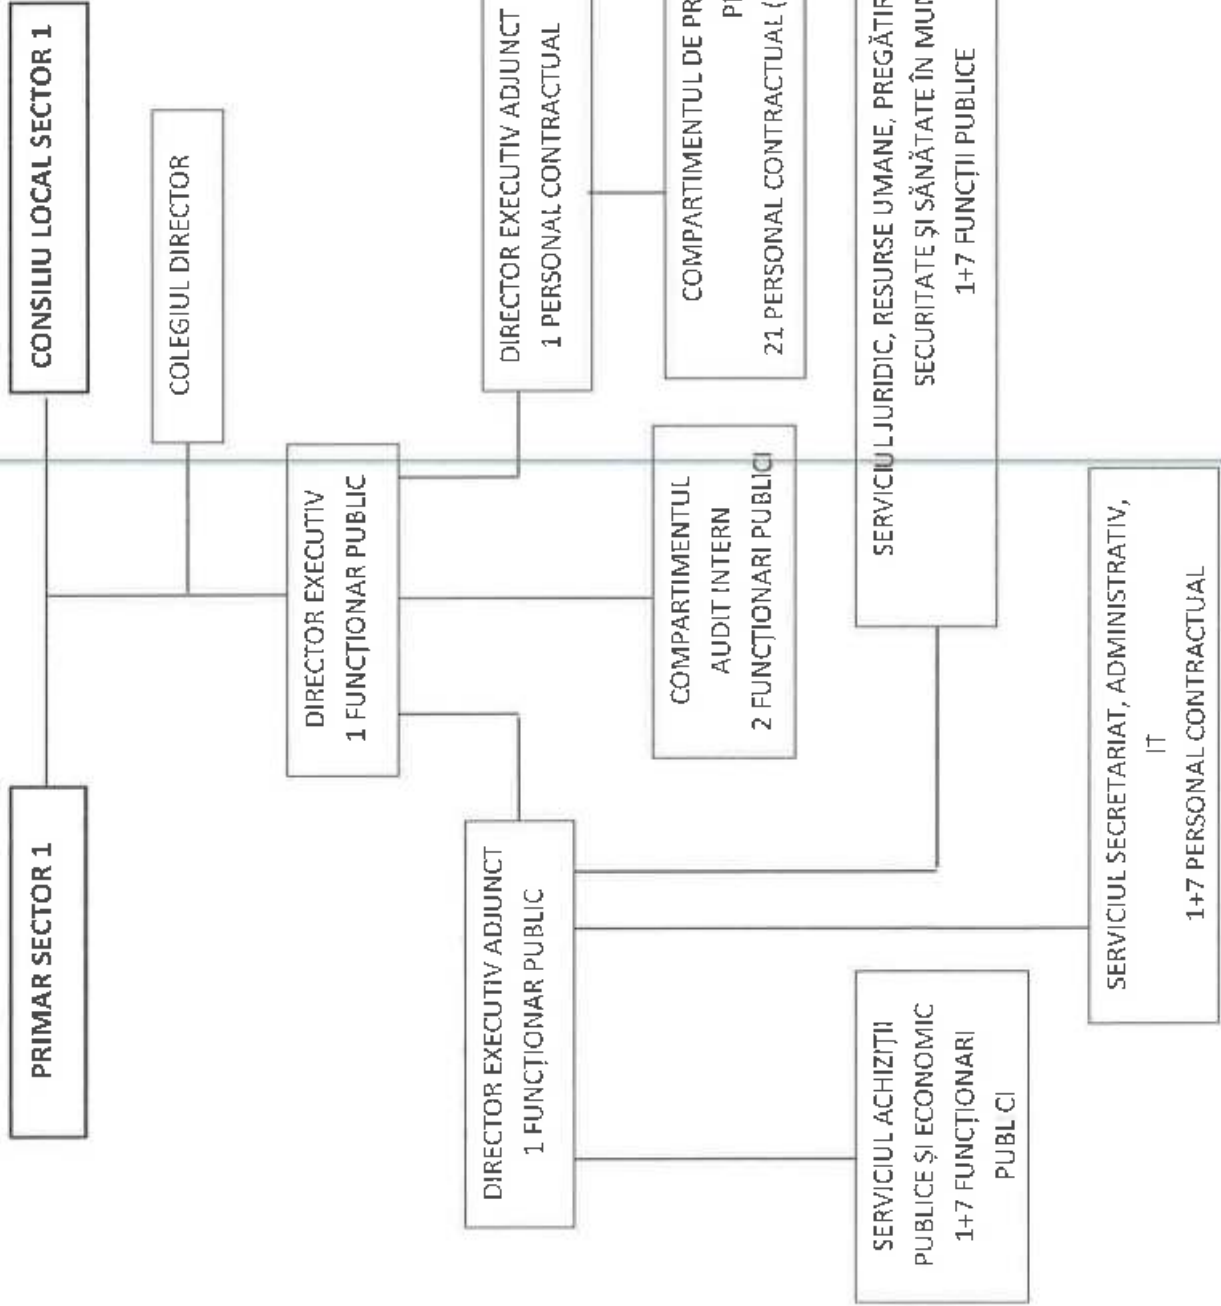 PRIMAR SECTOR 1
CONSILIU LOCAL SECTOR 1
COLEGIUL DIRECTOR
DIRECTOR EXECUTIV
1 FUNCȚIONAR PUBLIC
DIRECTOR EXECUTIV ADJUNCT
1 FUNCȚIONAR PUBLIC
DIRECTOR EXECUTIV ADJUNCT
1 PERSONAL CONTRACTUAL
COMPARTIMENTUL
AUDIT INTERN
2 FUNCȚIONARI PUBLICI
COMPARTIMENTUL DE PR
21 PERSONAL CONTRACTUAL (
SERVICIUL ACHIZIȚII
PUBLICE ȘI ECONOMIC
1+7 FUNCȚIONARI
PUBLICI
SERVICIUL JURIDIC, RESURSE UMANE, PREGĂTIR
SECURITATE ȘI SĂNĂTATE ÎN MUN
1+7 FUNCȚII PUBLICE
SERVICIUL SECRETARIAT, ADMINISTRATIV,
IT
1+7 PERSONAL CONTRACTUAL